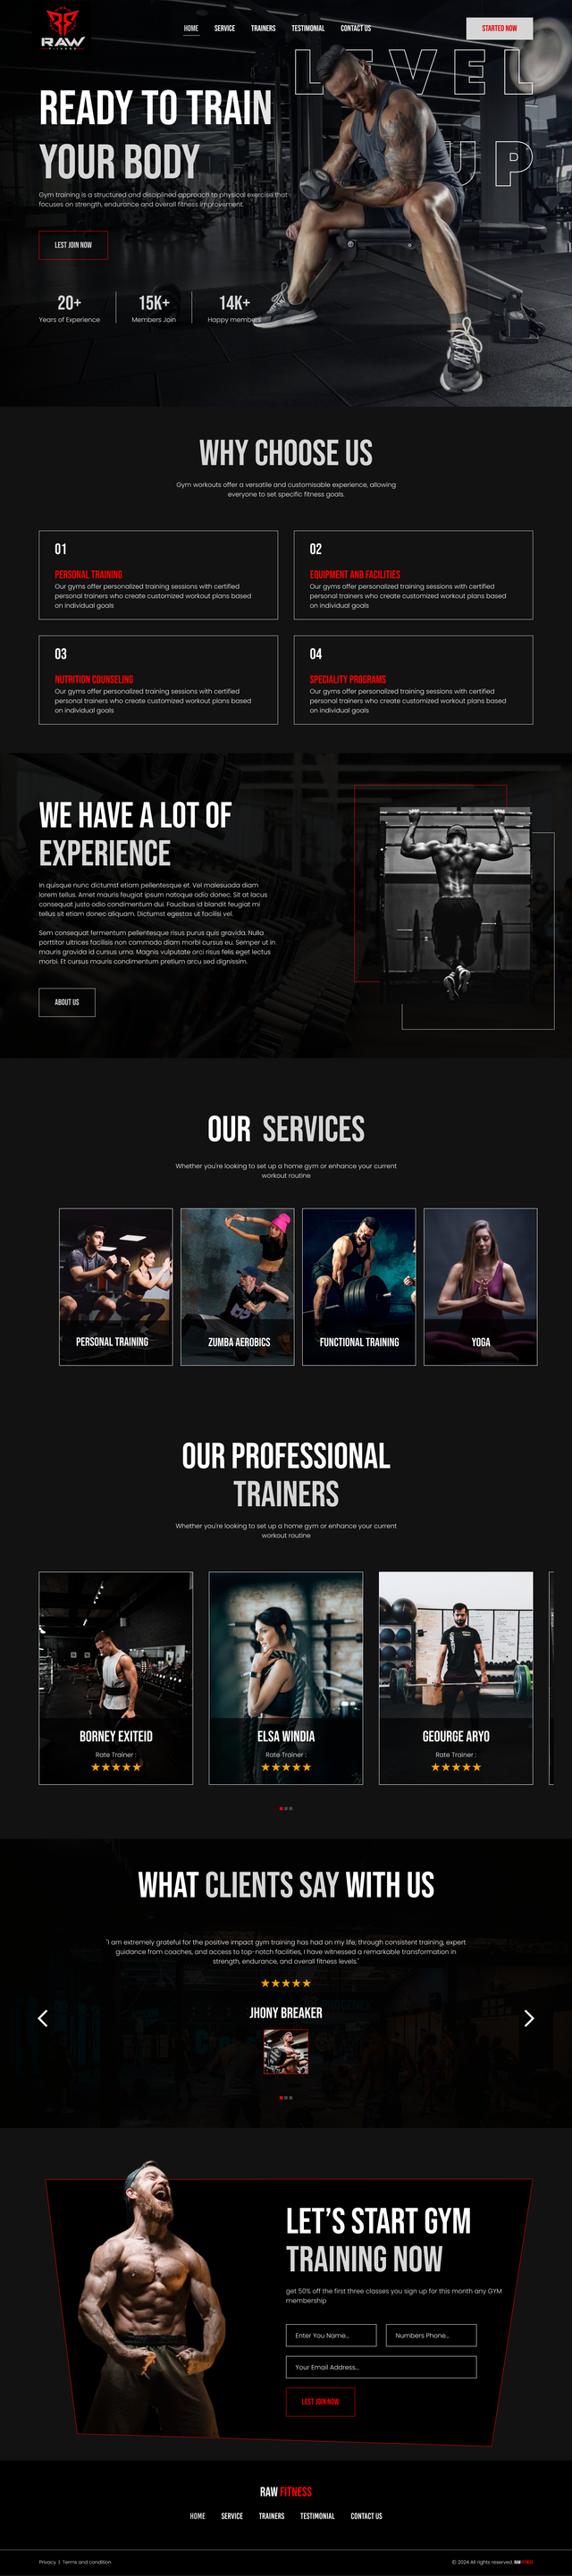 RAW
FITNESS
HOME SERVICE TRAINERS TESTIMONIAL CONTACT US
STARTED NOW
LEVEL
UP
READY TO TRAIN
YOUR BODY
Gym training is a structured and disciplined approach to physical exercise that
focuses on strength, endurance and overall fitness improvement.
LEST JOIN NOW
20+ 15K+ 14K+
Years of Experience Members Join Happy members
WHY CHOOSE US
Gym workouts offer a versatile and customisable experience, allowing
everyone to set specific fitness goals.
01
PERSONAL TRAINING
Our gyms offer personalized training sessions with certified
personal trainers who create customized workout plans based
on individual goals
02
EQUIPMENT AND FACILITIES
Our gyms offer personalized training sessions with certified
personal trainers who create customized workout plans based
on individual goals
03
NUTRITION COUNSELING
Our gyms offer personalized training sessions with certified
personal trainers who create customized workout plans based
on individual goals
04
SPECIALITY PROGRAMS
Our gyms offer personalized training sessions with certified
personal trainers who create customized workout plans based
on individual goals
WE HAVE A LOT OF
EXPERIENCE
In quisque nunc dictumst etiam pellentesque et. Vel malesuada diam
lorem tellus. Amet mauris feugiat ipsum natoque odio donec. Sit at lacus
consequat justo odio condimentum dui. Faucibus id blandit feugiat mi
tellus sit etiam donec aliquam. Dictumst egestas ut facilisi vel.
Sem consequat fermentum pellentesque risus purus quis gravida. Nulla
porttitor ultrices facilisis non commodo diam morbi cursus eu. Semper ut in
mauris gravida id cursus urna. Magnis vulputate orci risus felis eget lectus
morbi. Et cursus mauris condimentum pretium arcu sed dignissim.
ABOUT US
OUR SERVICES
Whether you're looking to set up a home gym or enhance your current
workout routine
PERSONAL TRAINING
ZUMBA AEROBICS
FUNCTIONAL TRAINING
YOGA
OUR PROFESSIONAL
TRAINERS
Whether you're looking to set up a home gym or enhance your current
workout routine
BORNEY EXITEID
Rate Trainer :
ELSA WINDIA
Rate Trainer :
GEOURGE ARYO
Rate Trainer :
WHAT CLIENTS SAY WITH US
"I am extremely grateful for the positive impact gym training has had on my life; through consistent training, expert
guidance from coaches, and access to top-notch facilities, I have witnessed a remarkable transformation in
strength, endurance, and overall fitness levels."
JHONY BREAKER
LET'S START GYM
TRAINING NOW
get 50% off the first three classes you sign up for this month any GYM
membership
Enter You Name... Numbers Phone...
Your Email Address...
LEST JOIN NOW
RAW FITNESS
HOME SERVICE TRAINERS TESTIMONIAL CONTACT US
Privacy | Terms and condition
© 2024 All rights reserved. RAW FITNESS